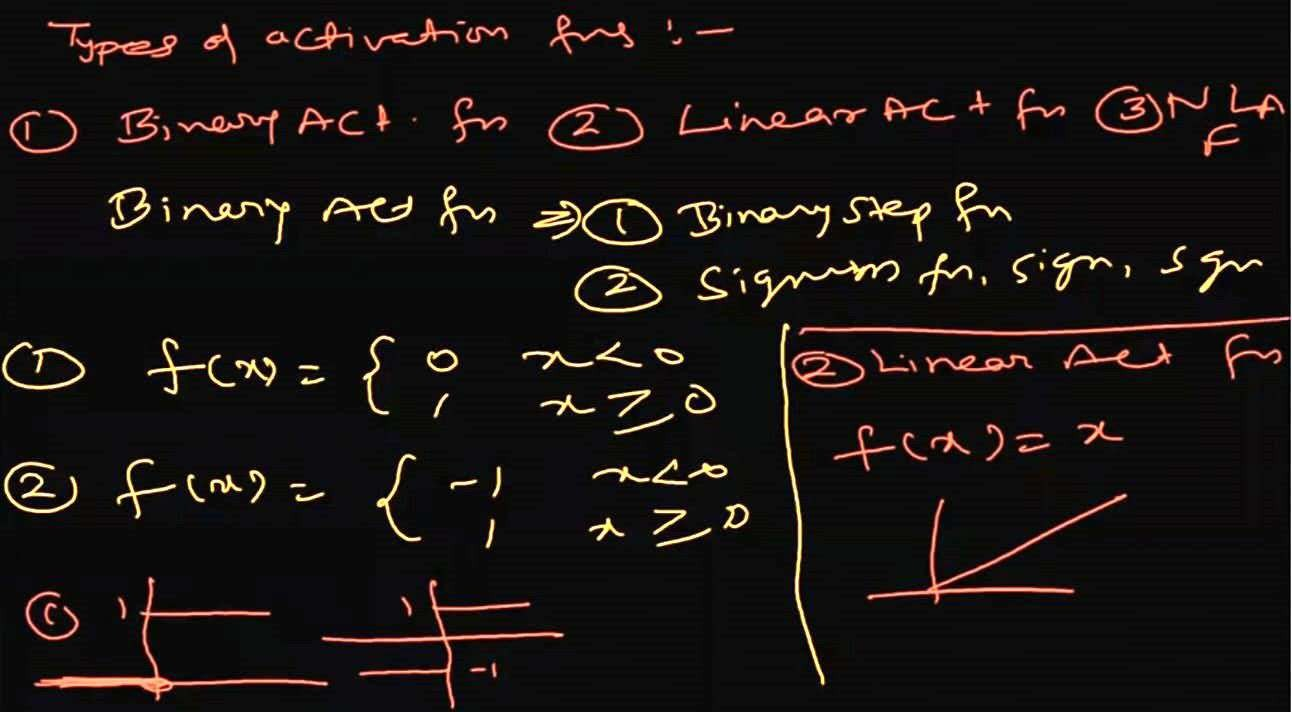 Types of activation fns :-
① Binary Act. fn ② Linear Act fn ③ NLA
F
Binary Act fn ⇒ ① Binary step fn
② Signum fn, sign, sgn
① f(x) = { 0 x<0
1 x≥0
② f(x) = { -1 x<0
1 x≥0
① 1
1
-1
② Linear Act fn
f(x) = x